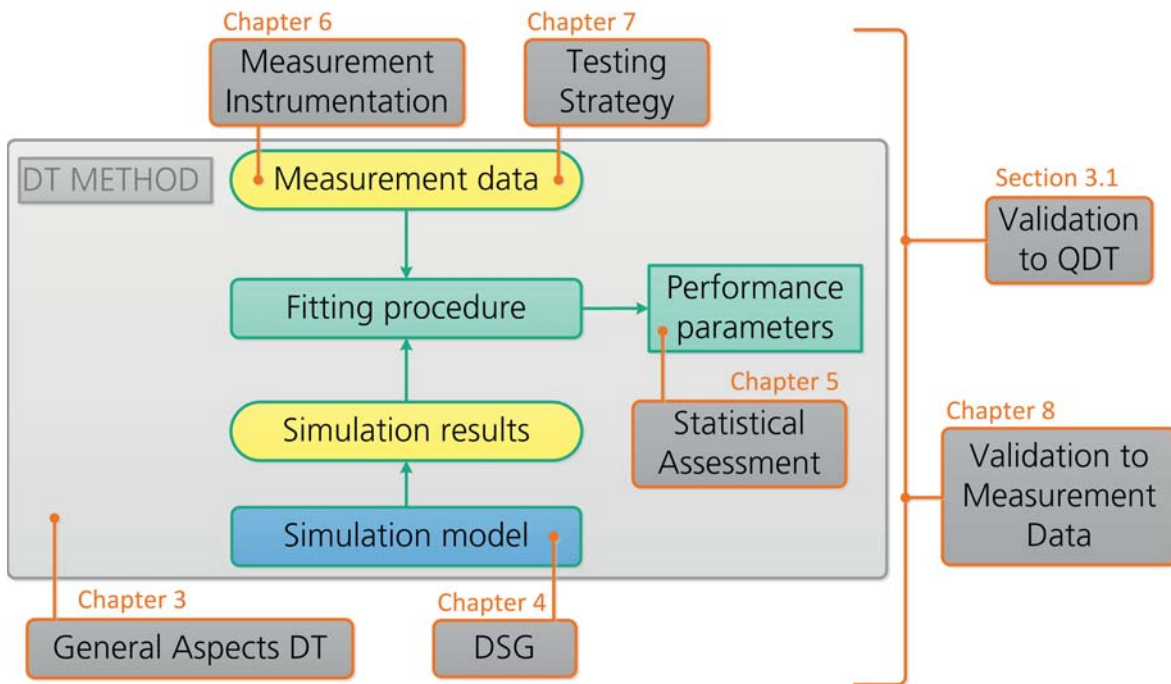 Chapter 6
Measurement
Instrumentation
Chapter 7
Testing
Strategy
DT METHOD
Measurement data
Fitting procedure
Performance
parameters
Chapter 5
Statistical
Assessment
Simulation results
Simulation model
Chapter 3
General Aspects DT
Chapter 4
DSG
Section 3.1
Validation
to QDT
Chapter 8
Validation to
Measurement
Data